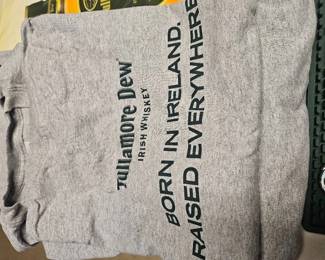 Tullamore Dew
IRISH WHISKEY
BORN IN IRELAND.
RAISED EVERYWHERE